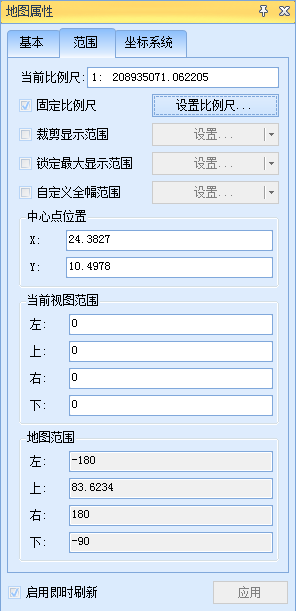 地图属性
基本 范围 坐标系统
当前比例尺: 1: 208935071.062205
固定比例尺 设置比例尺...
裁剪显示范围 设置...
锁定最大显示范围 设置...
自定义全幅范围 设置...
中心点位置
X: 24.3827
Y: 10.4978
当前视图范围
左: 0
上: 0
右: 0
下: 0
地图范围
左: -180
上: 83.6234
右: 180
下: -90
启用即时刷新 应用